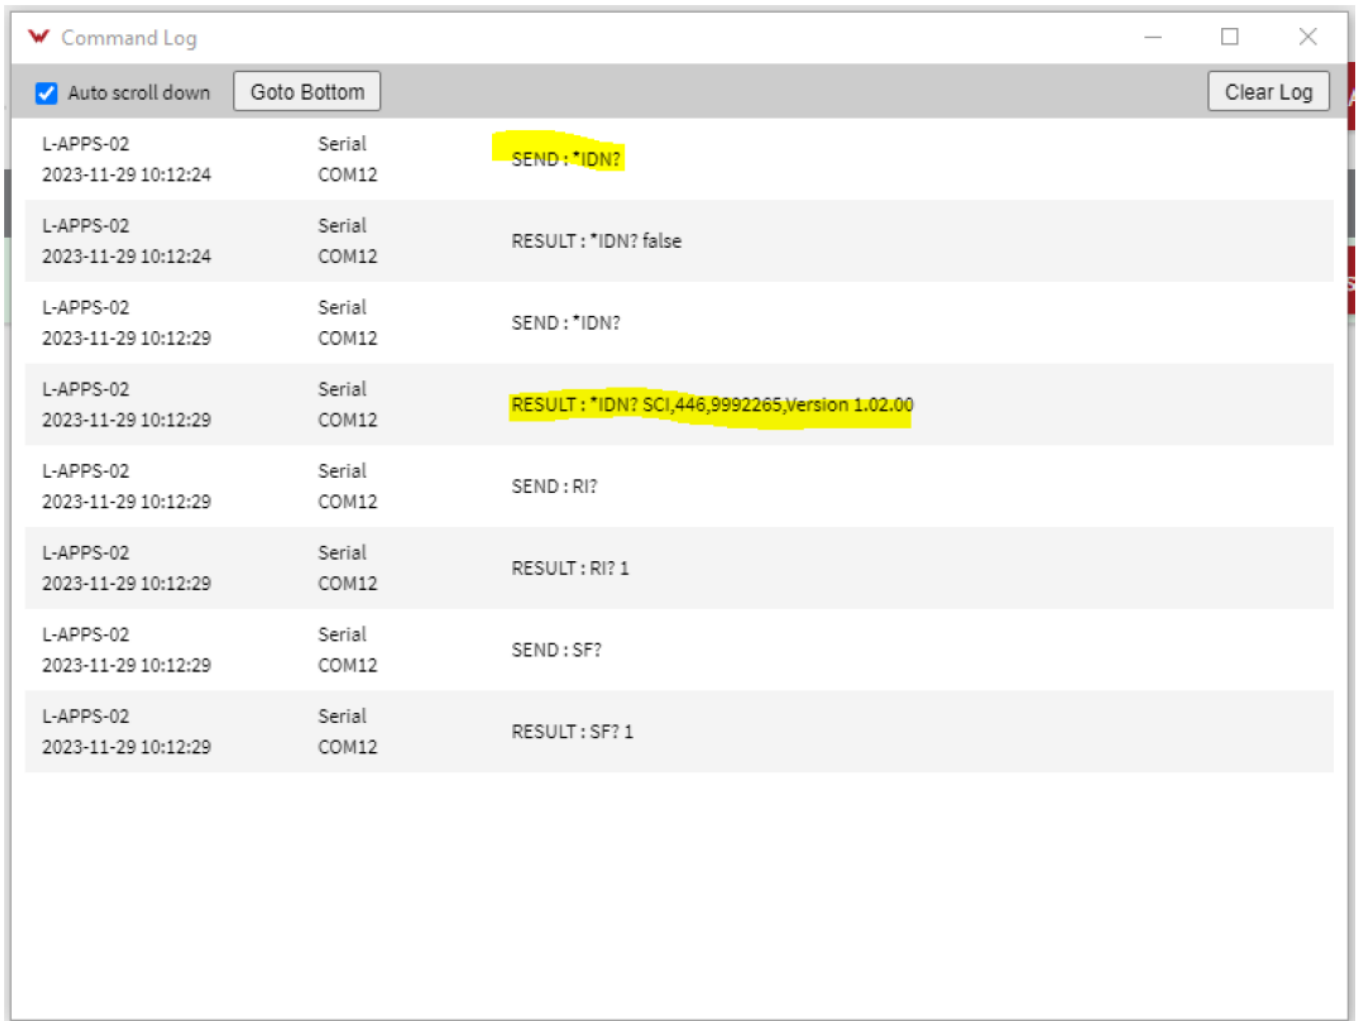 Command Log
Auto scroll down Goto Bottom Clear Log
L-APPS-02 Serial
2023-11-29 10:12:24 COM12
SEND : *IDN?
L-APPS-02 Serial
2023-11-29 10:12:24 COM12
RESULT : *IDN? false
L-APPS-02 Serial
2023-11-29 10:12:29 COM12
SEND : *IDN?
L-APPS-02 Serial
2023-11-29 10:12:29 COM12
RESULT : *IDN? SCI,446,9992265,Version 1.02.00
L-APPS-02 Serial
2023-11-29 10:12:29 COM12
SEND : RI?
L-APPS-02 Serial
2023-11-29 10:12:29 COM12
RESULT : RI? 1
L-APPS-02 Serial
2023-11-29 10:12:29 COM12
SEND : SF?
L-APPS-02 Serial
2023-11-29 10:12:29 COM12
RESULT : SF? 1